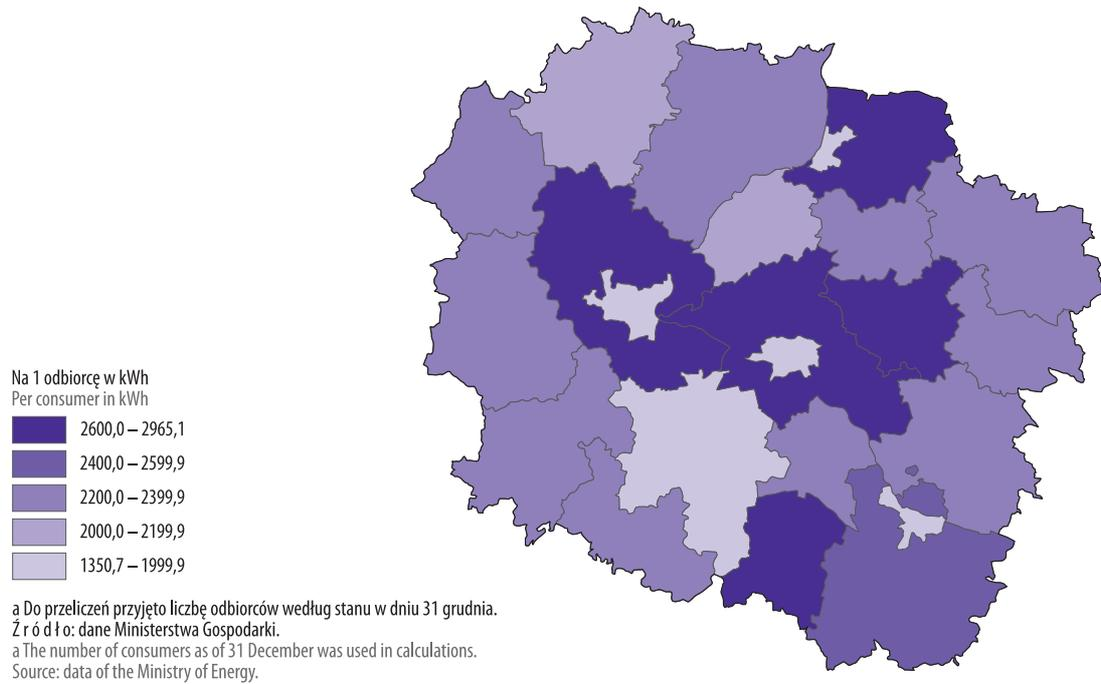 Na 1 odbiorcę w kWh
Per consumer in kWh
2600,0 – 2965,1
2400,0 – 2599,9
2200,0 – 2399,9
2000,0 – 2199,9
1350,7 – 1999,9
a Do przeliczeń przyjęto liczbę odbiorców według stanu w dniu 31 grudnia.
Ź r ó d ł o: dane Ministerstwa Gospodarki.
a The number of consumers as of 31 December was used in calculations.
Source: data of the Ministry of Energy.